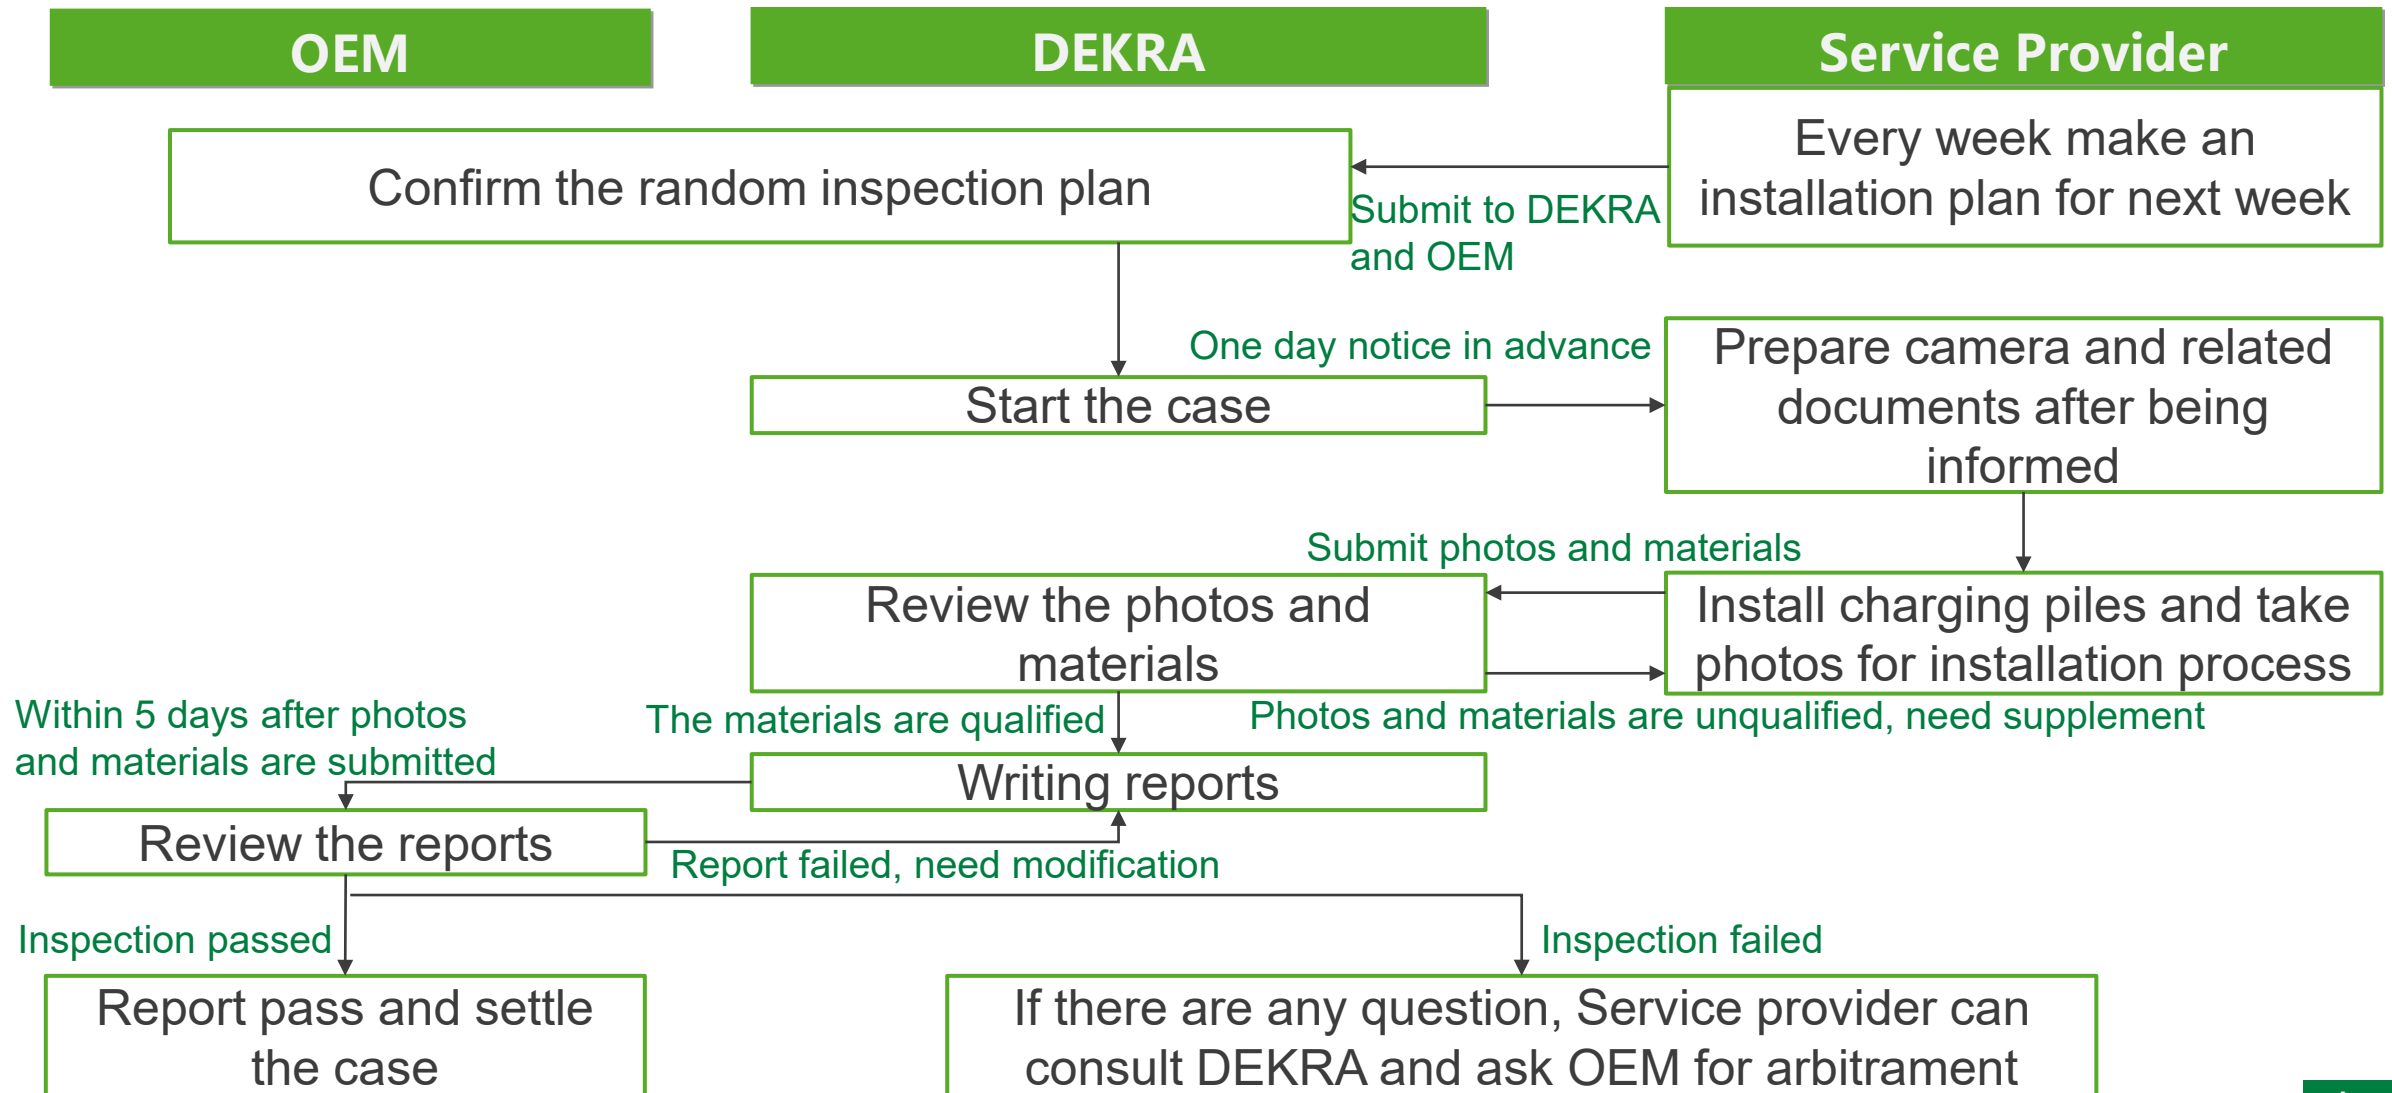 OEM
DEKRA
Service Provider
Every week make an
installation plan for next week
Confirm the random inspection plan
Submit to DEKRA
and OEM
One day notice in advance
Prepare camera and related
documents after being
informed
Start the case
Submit photos and materials
Review the photos and
materials
Install charging piles and take
photos for installation process
Within 5 days after photos
and materials are submitted
The materials are qualified
Photos and materials are unqualified, need supplement
Writing reports
Review the reports
Report failed, need modification
Inspection passed
Inspection failed
Report pass and settle
the case
If there are any question, Service provider can
consult DEKRA and ask OEM for arbitrament